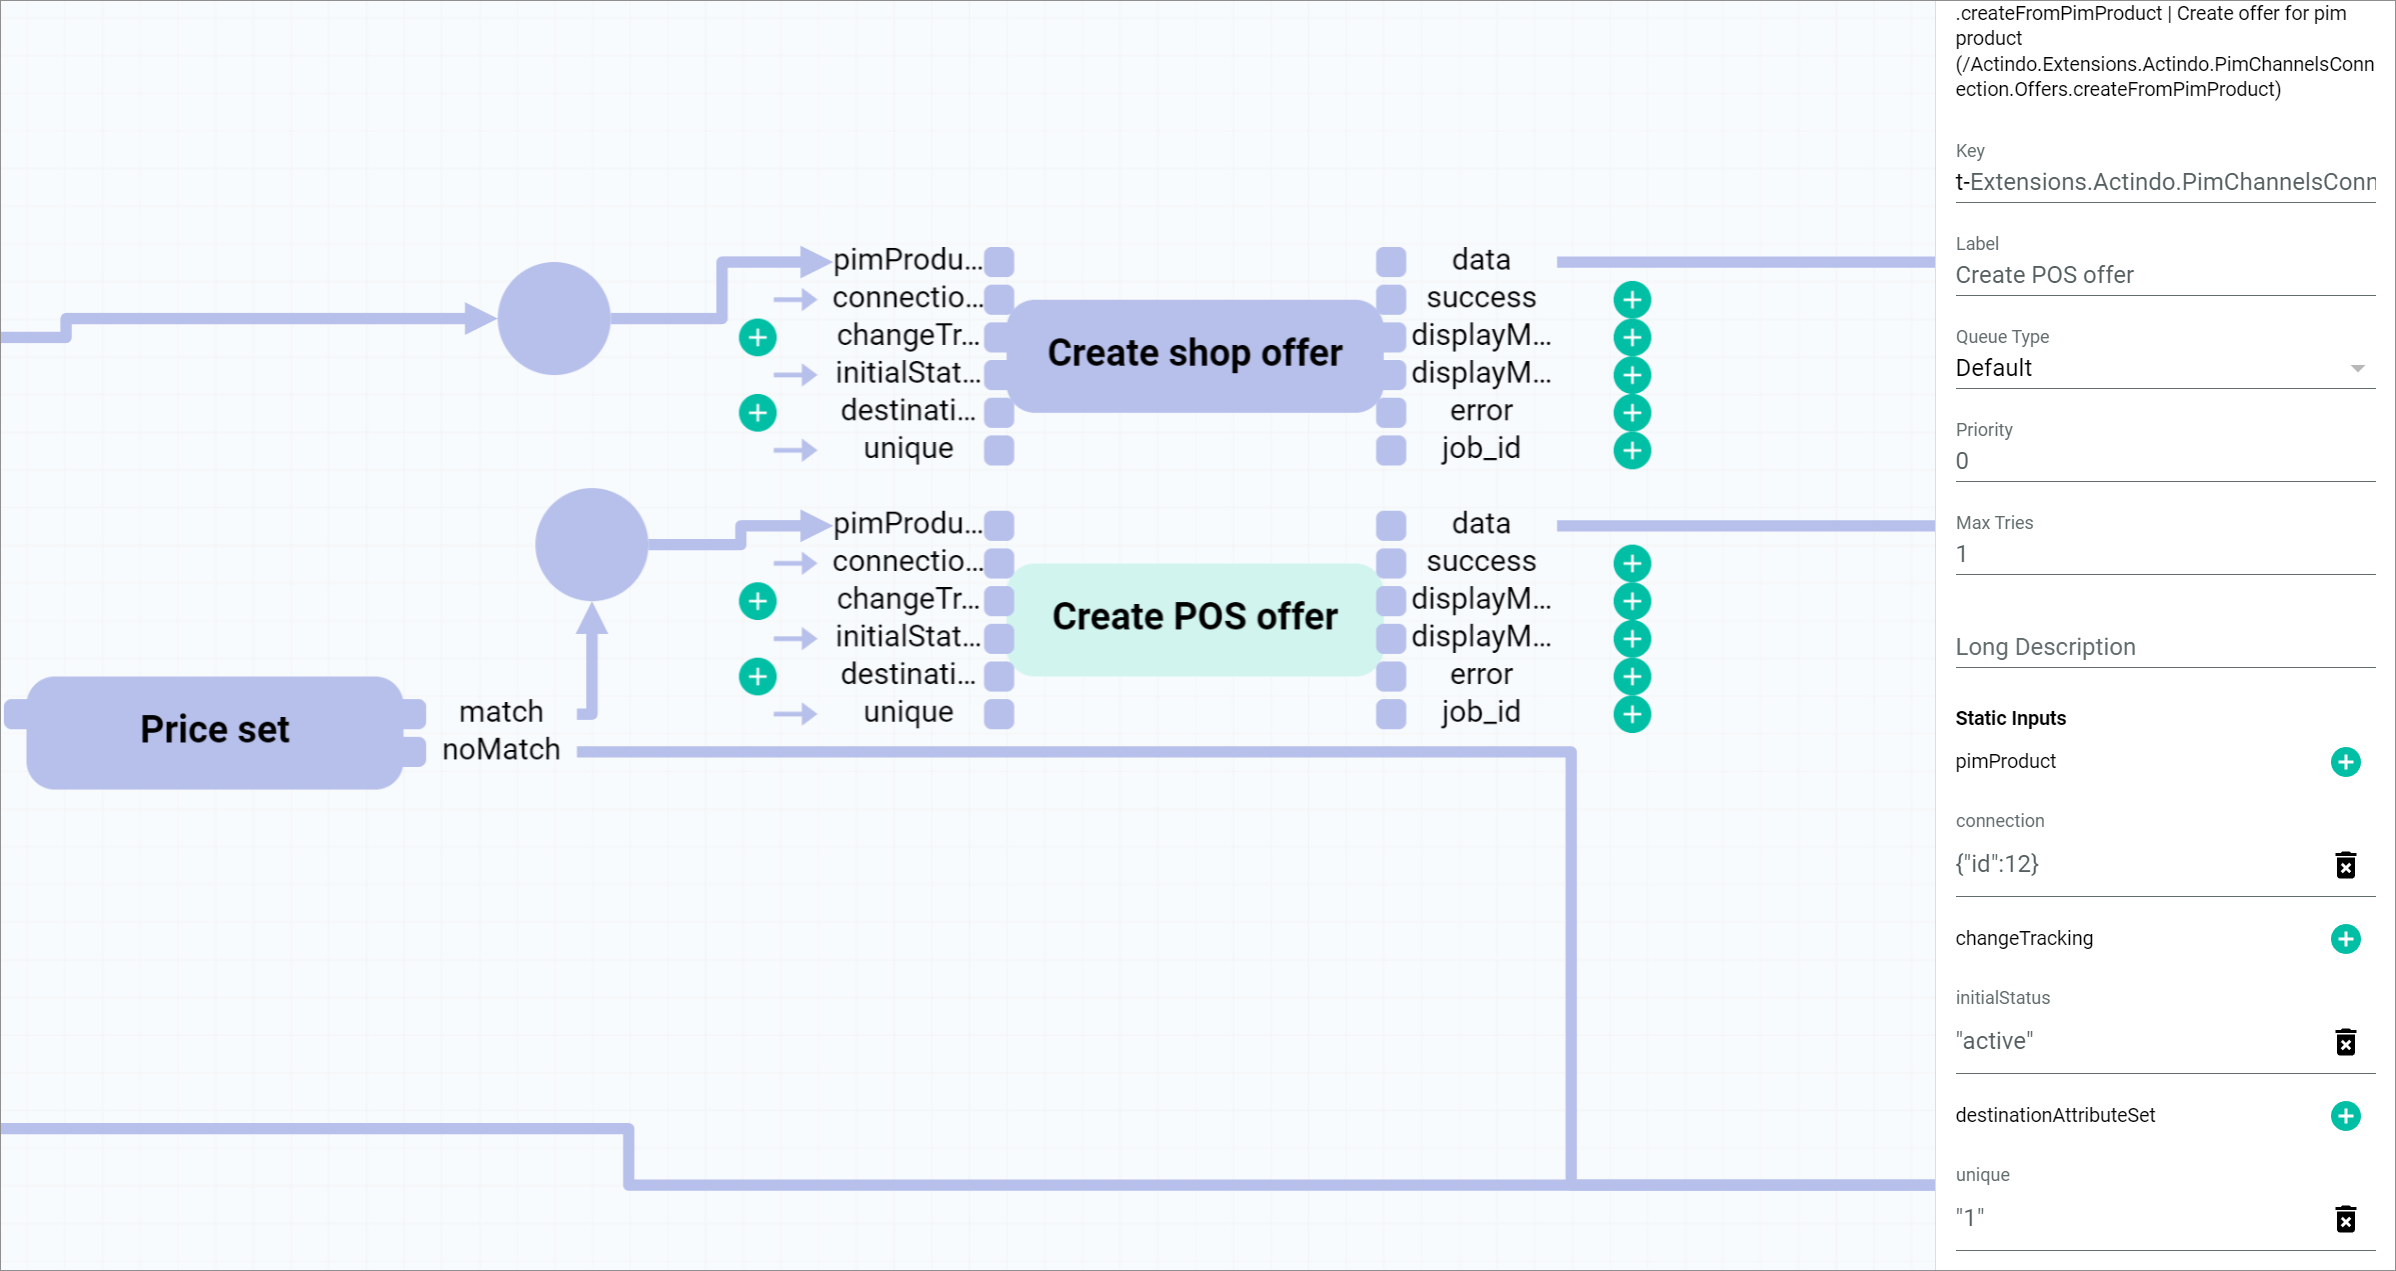 pimProdu...
connectio...
changeTr...
initialStat...
destinati...
unique
Create shop offer
data
success
displayM...
displayM...
error
job_id
pimProdu...
connectio...
changeTr...
initialStat...
destinati...
unique
Create POS offer
data
success
displayM...
displayM...
error
job_id
Price set
match
noMatch
.createFromPimProduct | Create offer for pim
product
(/Actindo.Extensions.Actindo.PimChannelsConn
ection.Offers.createFromPimProduct)
Key
t-Extensions.Actindo.PimChannelsConn
Label
Create POS offer
Queue Type
Default
Priority
0
Max Tries
1
Long Description
Static Inputs
pimProduct
connection
{"id":12}
changeTracking
initialStatus
"active"
destinationAttributeSet
unique
"1"